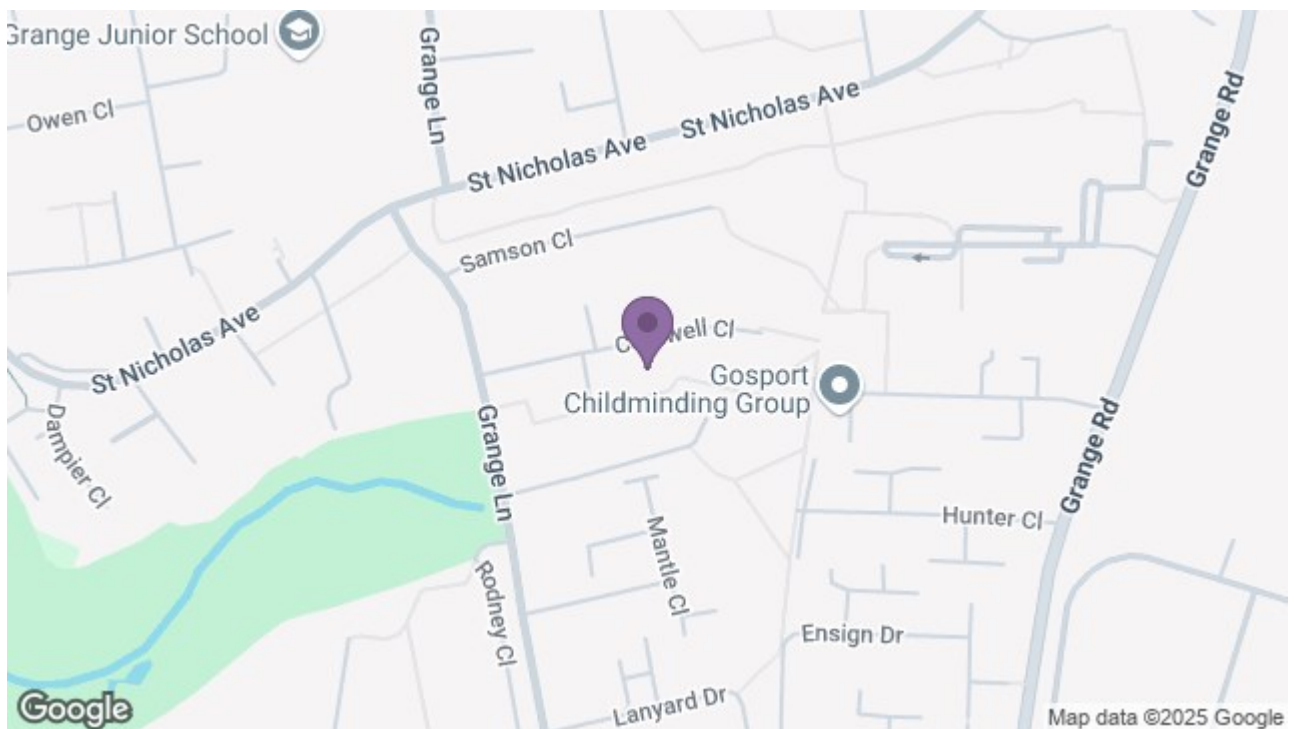 Grange Junior School
Grange Ln
Owen Cl
St Nicholas Ave
St Nicholas Ave
Grange Rd
Samson Cl
St Nicholas Ave
well Cl
Gosport
Childminding Group
Dampier Cl
Grange Ln
Grange Rd
Mantle Cl
Hunter Cl
Rodney Cl
Ensign Dr
Lanyard Dr
Google
Map data ©2025 Google